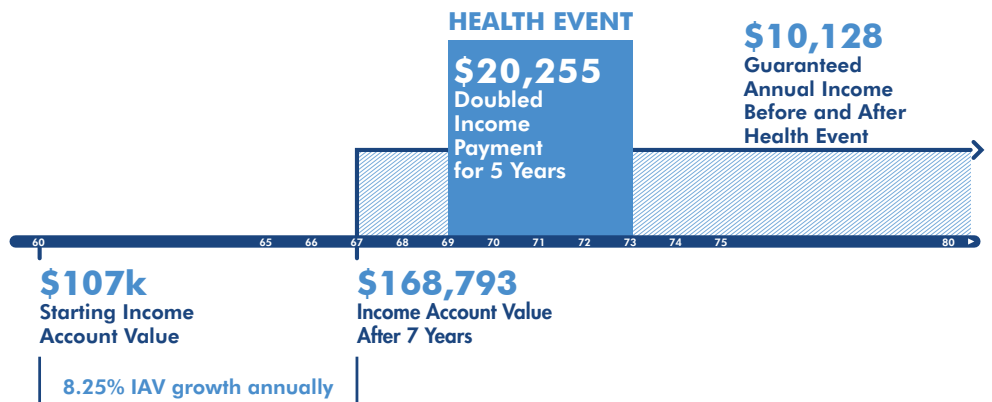 HEALTH EVENT
$20,255
Doubled
Income
Payment
for 5 Years
$10,128
Guaranteed
Annual Income
Before and After
Health Event
60 65 66 67 68 69 70 71 72 73 74 75 80
$107k
Starting Income
Account Value
$168,793
Income Account Value
After 7 Years
8.25% IAV growth annually